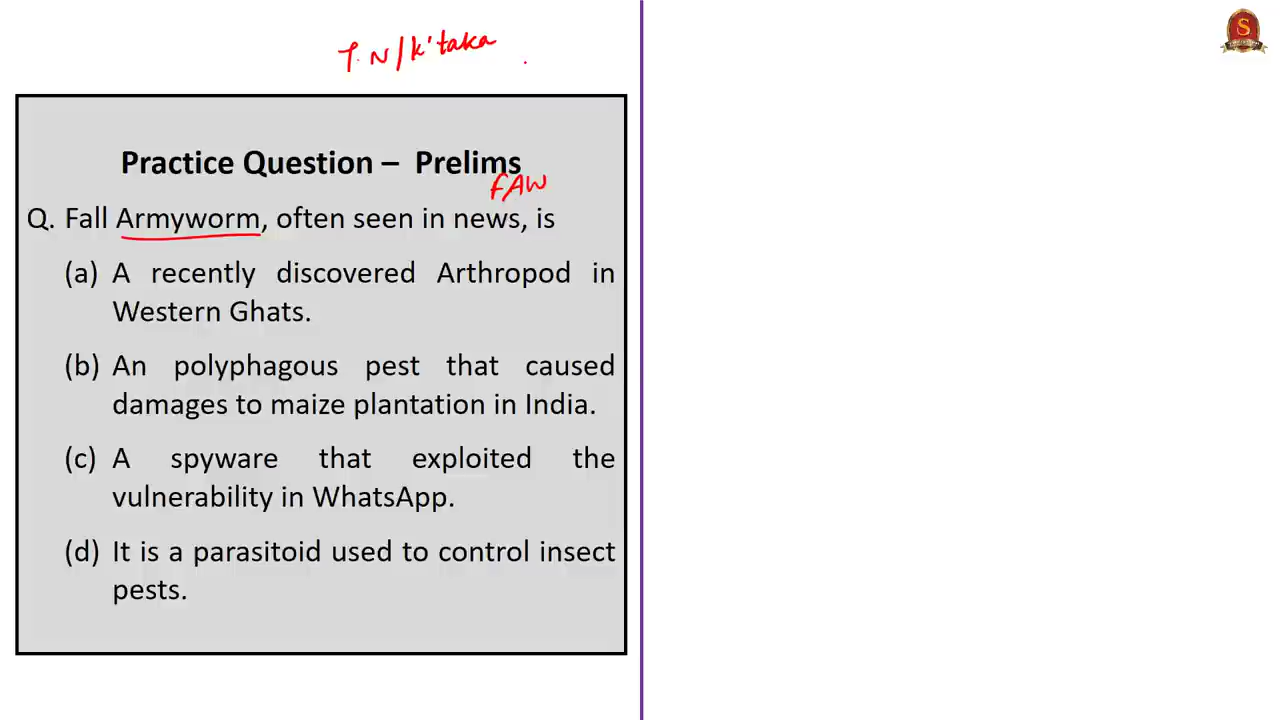 T.N/k'taka
Practice Question – Prelims
FAW
Q. Fall Armyworm, often seen in news, is
(a) A recently discovered Arthropod in
Western Ghats.
(b) An polyphagous pest that caused
damages to maize plantation in India.
(c) A spyware that exploited the
vulnerability in WhatsApp.
(d) It is a parasitoid used to control insect
pests.
S